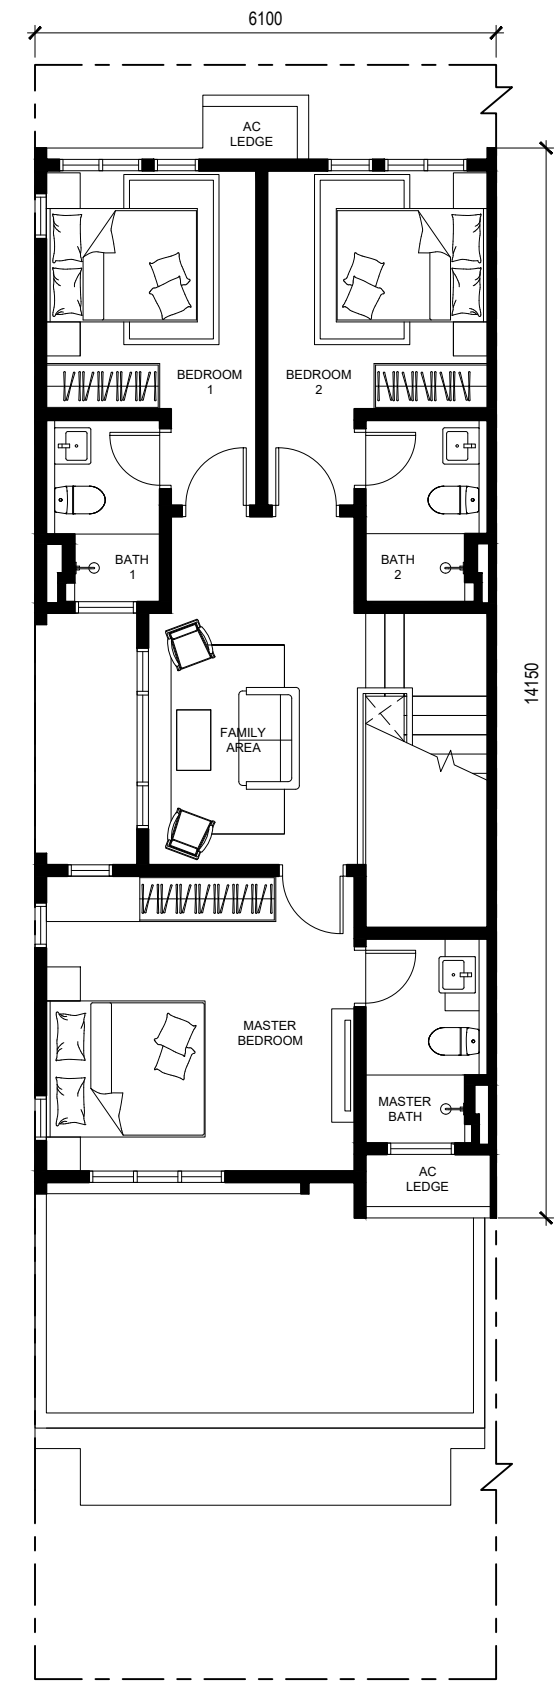 6100
AC
LEDGE
BEDROOM
1
BEDROOM
2
BATH
1
BATH
2
14150
FAMILY
AREA
MASTER
BEDROOM
MASTER
BATH
AC
LEDGE